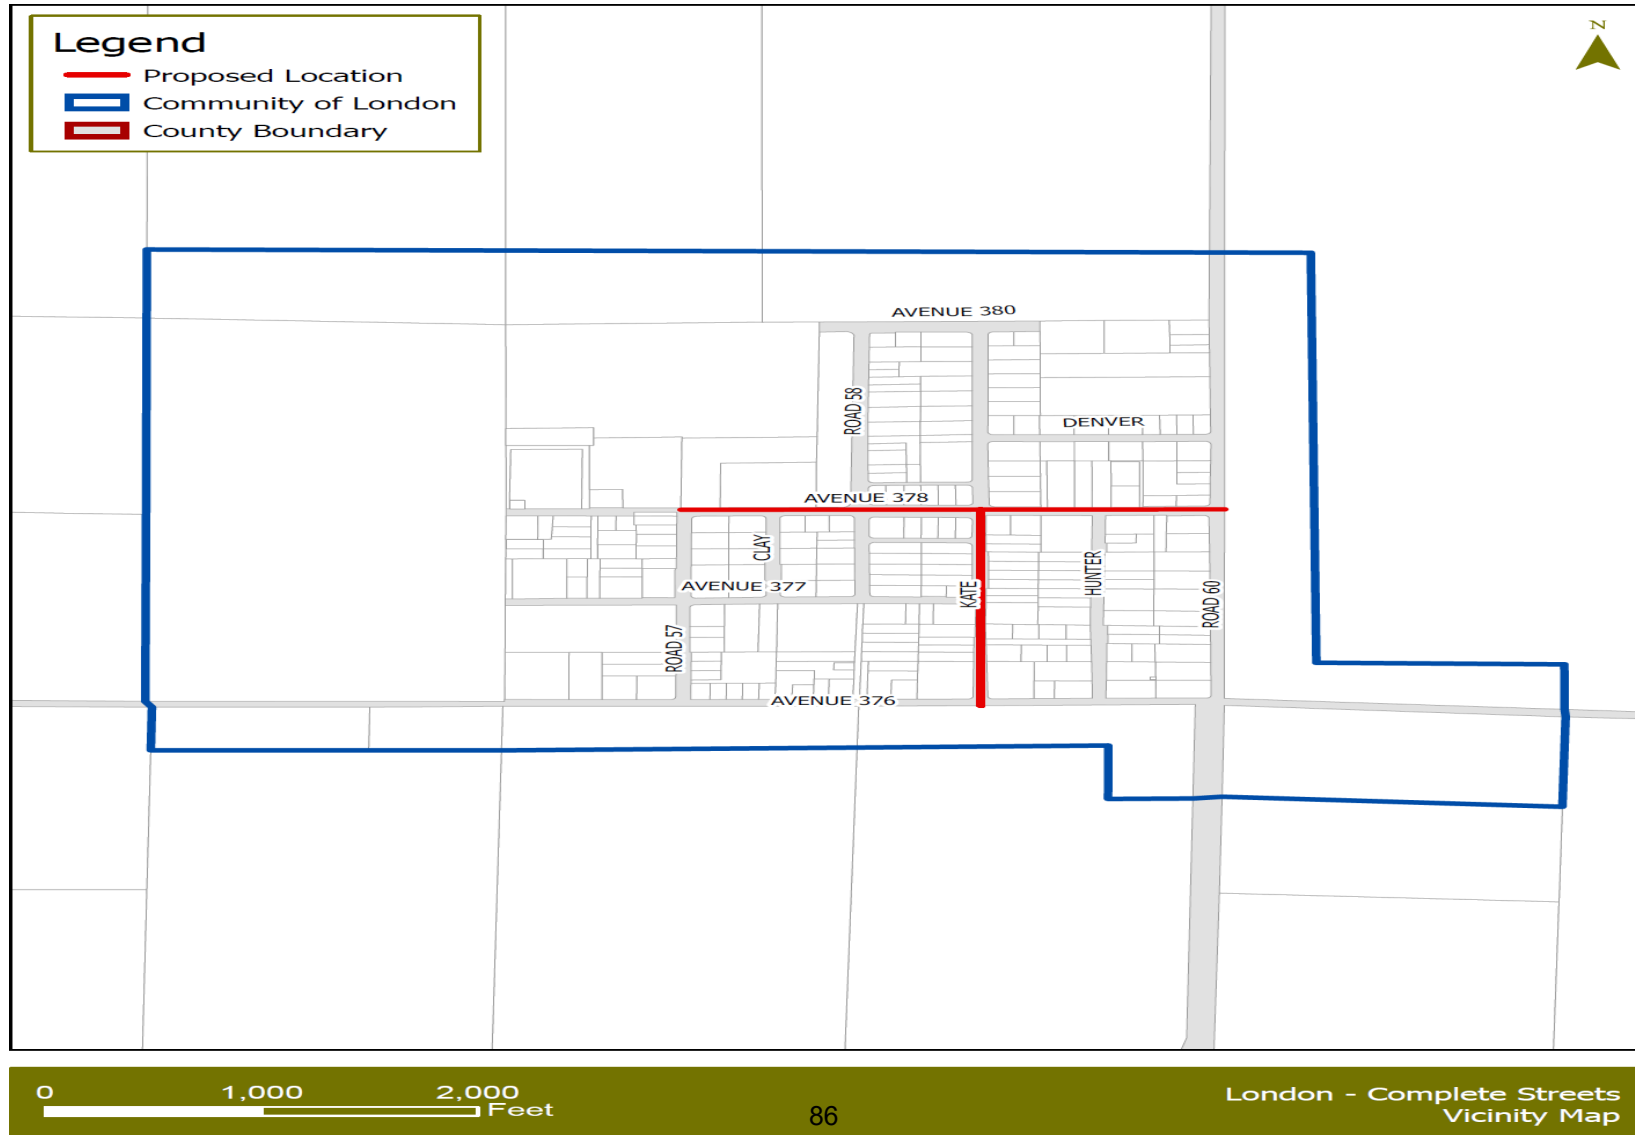 Legend
Proposed Location
Community of London
County Boundary
N
AVENUE 380
ROAD 58
DENVER
AVENUE 378
CLAY
HUNTER
AVENUE 377
KATE
ROAD 60
ROAD 57
AVENUE 376
0 1,000 2,000
Feet
86
London - Complete Streets
Vicinity Map